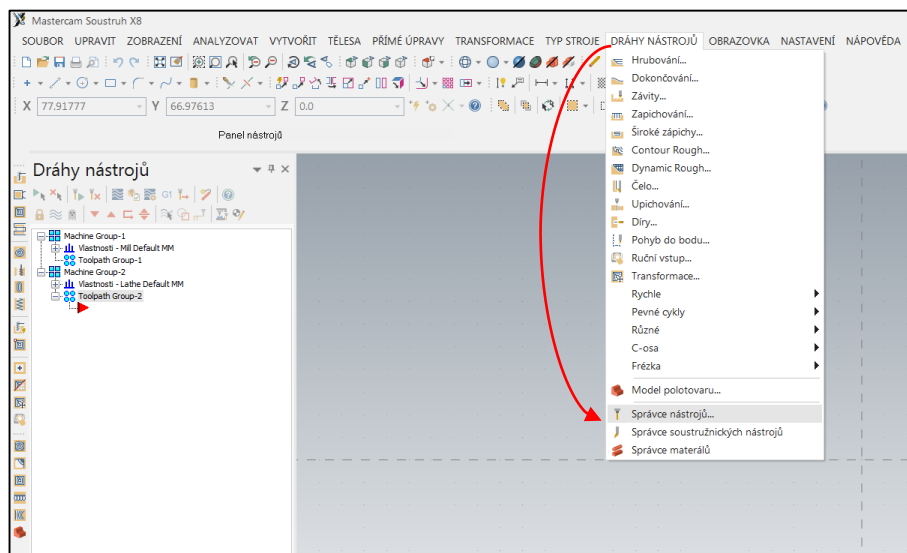 Mastercam Soustruh X8
SOUBOR UPRAVIT ZOBRAZENÍ ANALYZOVAT VYTVOŘIT TĚLESA PŘÍMÉ ÚPRAVY TRANSFORMACE TYP STROJE DRÁHY NÁSTROJŮ OBRAZOVKA NASTAVENÍ NÁPOVĚDA
X 77.91777 Y 66.97613 Z 0.0
Panel nástrojů
Dráhy nástrojů
G1
Machine Group-1
Vlastnosti - Mill Default MM
Toolpath Group-1
Machine Group-2
Vlastnosti - Lathe Default MM
Toolpath Group-2
Hrubování...
Dokončování...
Závity...
Zapichování...
Široké zápichy...
Contour Rough...
Dynamic Rough...
Čelo...
Upichování...
Díry...
Pohyb do bodu...
Ruční vstup...
Transformace...
Rychle
Pevné cykly
Různé
C-osa
Frézka
Model polotovaru...
Správce nástrojů...
Správce soustružnických nástrojů
Správce materálů